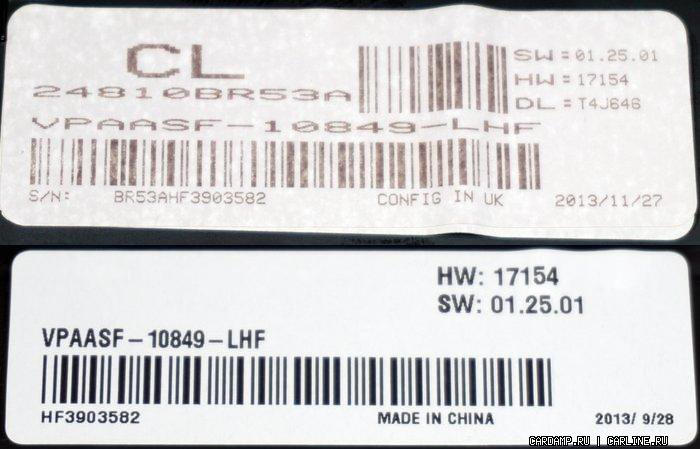 CL
SW = 01.25.01
24810BR53A
HW = 17154
DL = T4J646
VPAASF-10849-LHF
S/N: BR53AHF3903582 CONFIG IN UK 2013/11/27
HW: 17154
SW: 01.25.01
VPAASF-10849-LHF
HF3903582 MADE IN CHINA 2013/ 9/28
CARDAMP.RU | CARLINE.RU